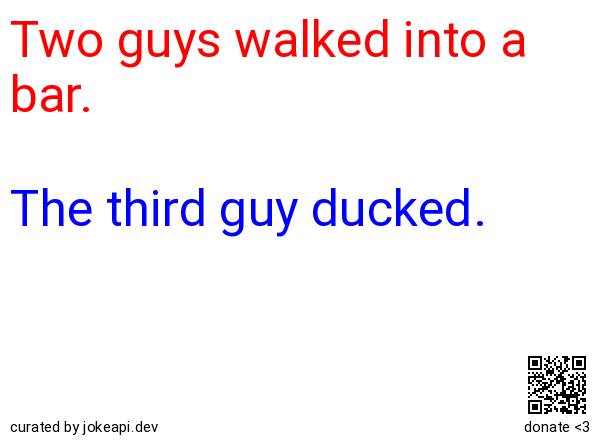 Two guys walked into a
bar.
The third guy ducked.
curated by jokeapi.dev
donate <3